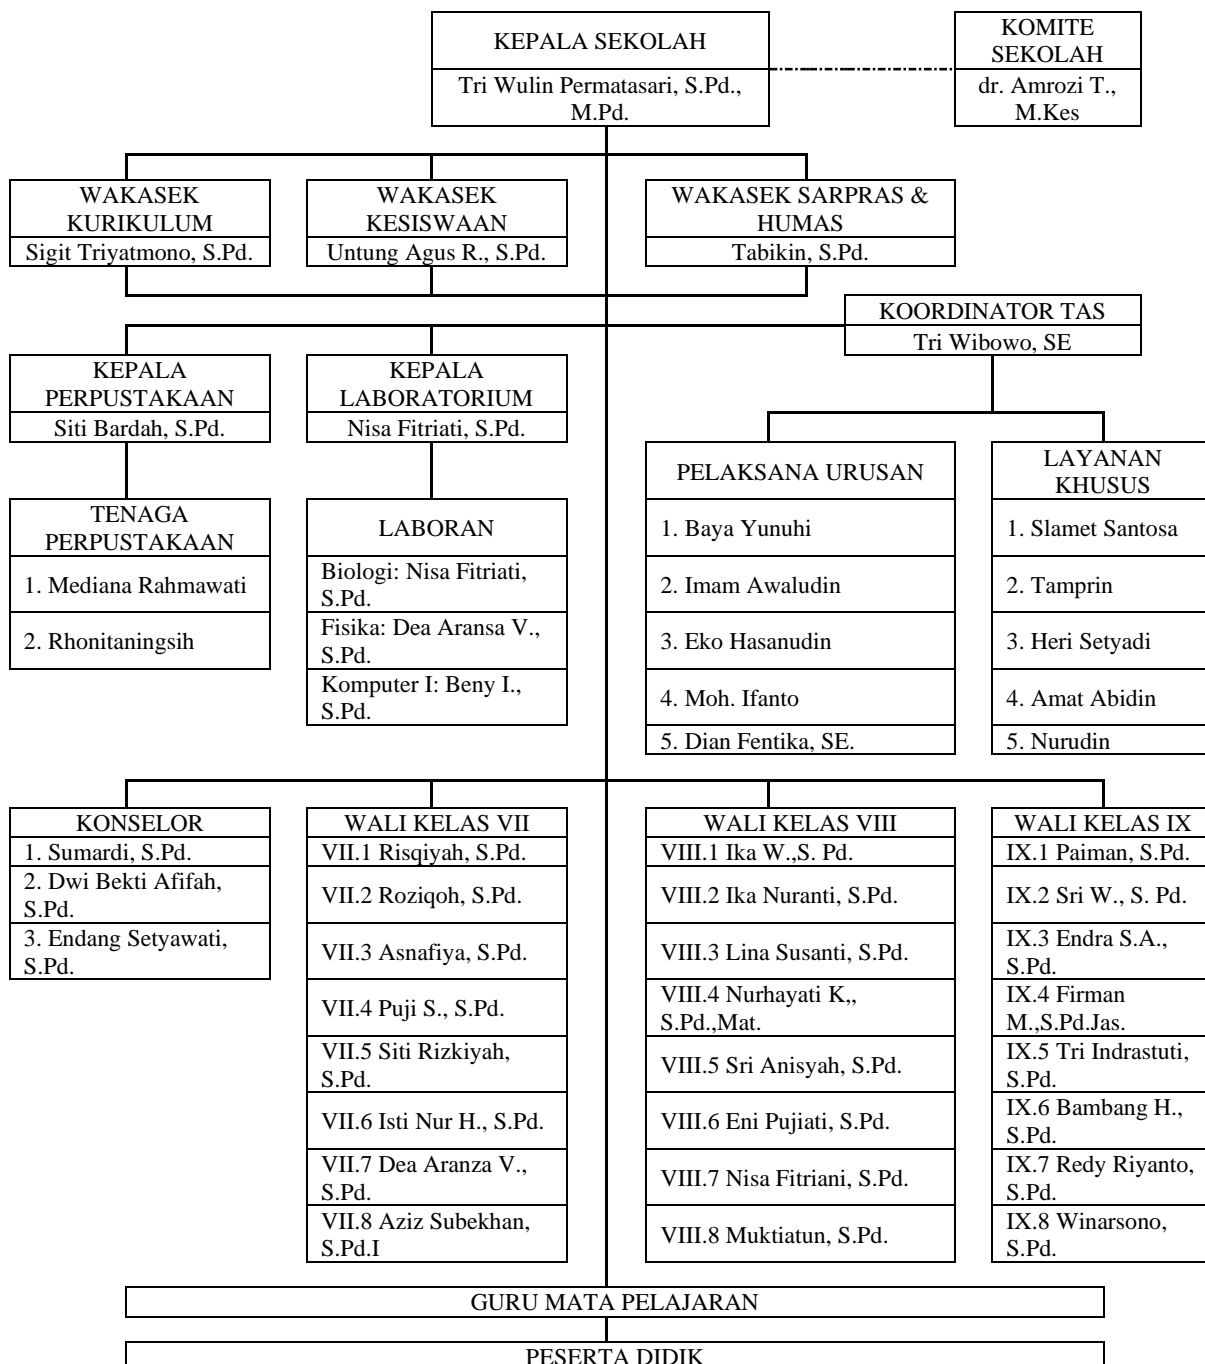 KEPALA SEKOLAH
Tri Wulin Permatasari, S.Pd.,
M.Pd.
KOMITE
SEKOLAH
dr. Amrozi T.,
M.Kes
WAKASEK
KURIKULUM
Sigit Triyatmono, S.Pd.
WAKASEK
KESISWAAN
Untung Agus R., S.Pd.
WAKASEK SARPRAS &
HUMAS
Tabikin, S.Pd.
KOORDINATOR TAS
Tri Wibowo, SE
KEPALA
PERPUSTAKAAN
Siti Bardah, S.Pd.
KEPALA
LABORATORIUM
Nisa Fitriati, S.Pd.
TENAGA
PERPUSTAKAAN
1. Mediana Rahmawati
2. Rhonitaningsih
LABORAN
Biologi: Nisa Fitriati,
S.Pd.
Fisika: Dea Aransa V.,
S.Pd.
Komputer I: Beny I.,
S.Pd.
PELAKSANA URUSAN
1. Baya Yunuhi
2. Imam Awaludin
3. Eko Hasanudin
4. Moh. Ifanto
5. Dian Fentika, SE.
LAYANAN
KHUSUS
1. Slamet Santosa
2. Tamprin
3. Heri Setyadi
4. Amat Abidin
5. Nurudin
KONSELOR
1. Sumardi, S.Pd.
2. Dwi Bekti Afifah,
S.Pd.
3. Endang Setyawati,
S.Pd.
WALI KELAS VII
VII.1 Risqiyah, S.Pd.
VII.2 Roziqoh, S.Pd.
VII.3 Asnafiya, S.Pd.
VII.4 Puji S., S.Pd.
VII.5 Siti Rizkiyah,
S.Pd.
VII.6 Isti Nur H., S.Pd.
VII.7 Dea Aranza V.,
S.Pd.
VII.8 Aziz Subekhan,
S.Pd.I
WALI KELAS VIII
VIII.1 Ika W.,S. Pd.
VIII.2 Ika Nuranti, S.Pd.
VIII.3 Lina Susanti, S.Pd.
VIII.4 Nurhayati K,,
S.Pd.,Mat.
VIII.5 Sri Anisyah, S.Pd.
VIII.6 Eni Pujiati, S.Pd.
VIII.7 Nisa Fitriani, S.Pd.
VIII.8 Muktiatun, S.Pd.
WALI KELAS IX
IX.1 Paiman, S.Pd.
IX.2 Sri W., S. Pd.
IX.3 Endra S.A.,
S.Pd.
IX.4 Firman
M.,S.Pd.Jas.
IX.5 Tri Indrastuti,
S.Pd.
IX.6 Bambang H.,
S.Pd.
IX.7 Redy Riyanto,
S.Pd.
IX.8 Winarsono,
S.Pd.
GURU MATA PELAJARAN
PESERTA DIDIK